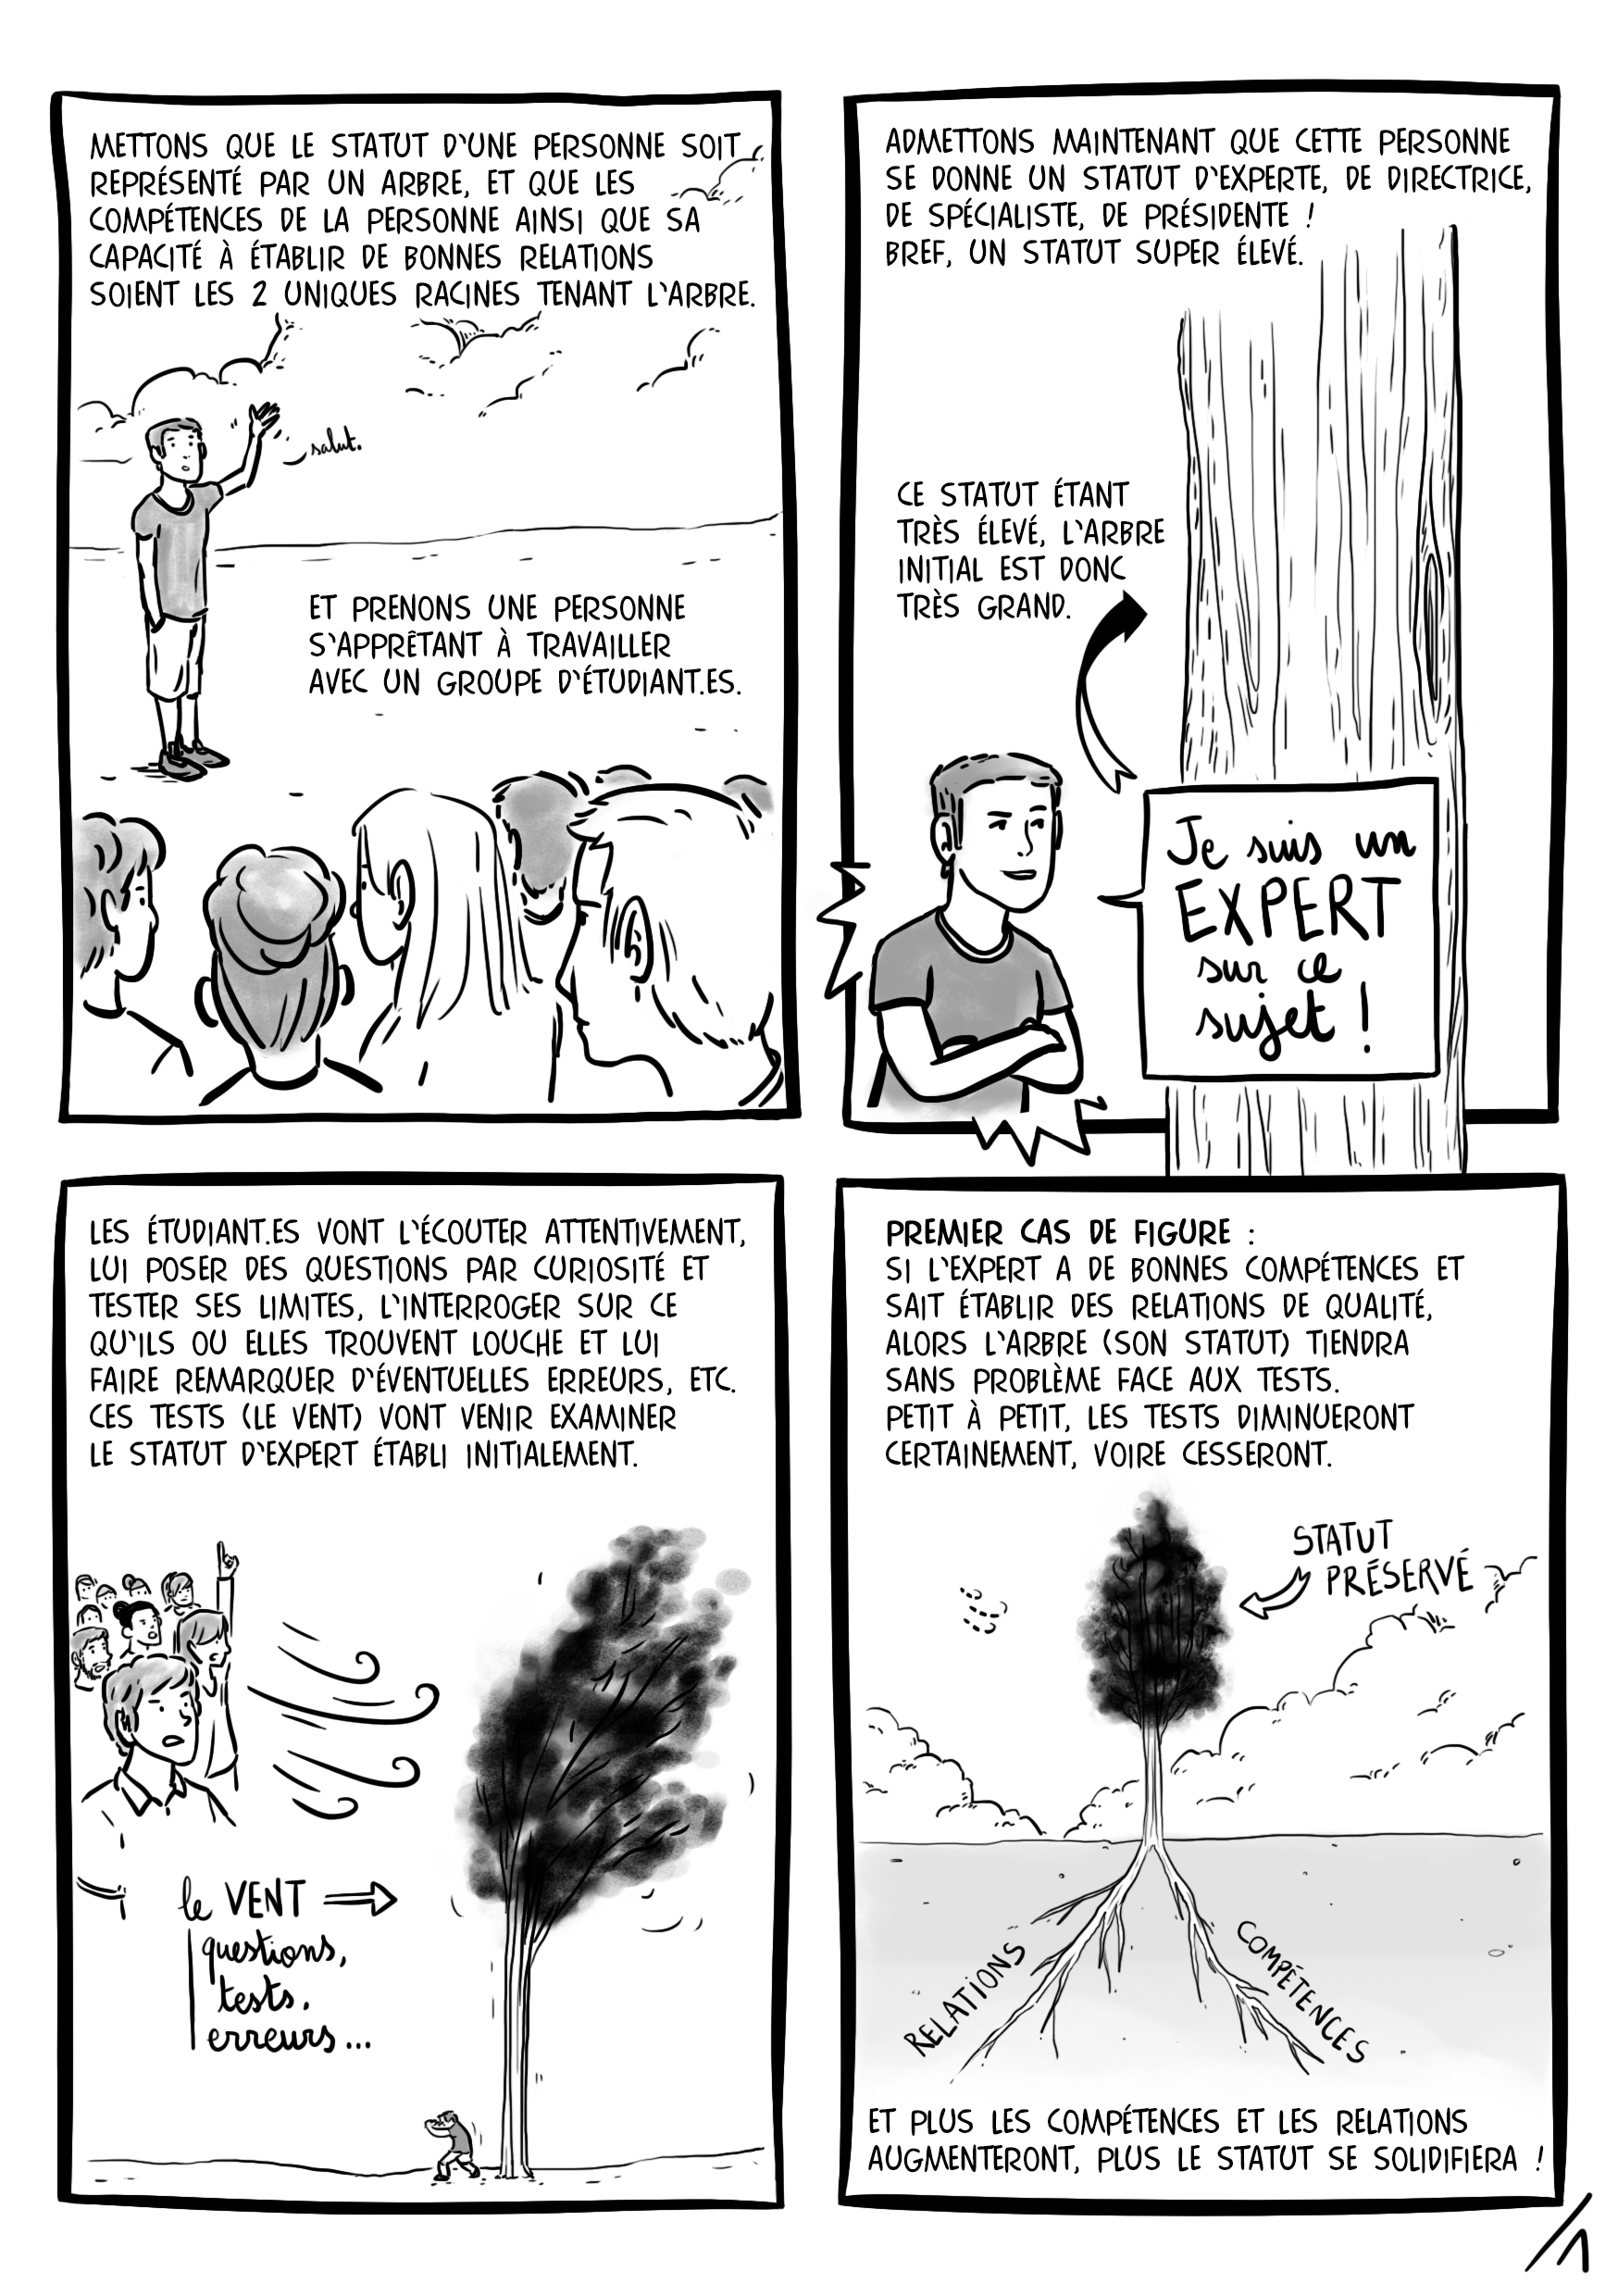 METTONS QUE LE STATUT D'UNE PERSONNE SOIT
REPRÉSENTÉ PAR UN ARBRE, ET QUE LES
COMPÉTENCES DE LA PERSONNE AINSI QUE SA
CAPACITÉ À ÉTABLIR DE BONNES RELATIONS
SOIENT LES 2 UNIQUES RACINES TENANT L'ARBRE.
salut.
ET PRENONS UNE PERSONNE
S'APPRÊTANT À TRAVAILLER
AVEC UN GROUPE D'ÉTUDIANT.ES.
ADMETTONS MAINTENANT QUE CETTE PERSONNE
SE DONNE UN STATUT D'EXPERTE, DE DIRECTRICE,
DE SPÉCIALISTE, DE PRÉSIDENTE !
BREF, UN STATUT SUPER ÉLEVÉ.
CE STATUT ÉTANT
TRÈS ÉLEVÉ, L'ARBRE
INITIAL EST DONC
TRÈS GRAND.
Je suis un
EXPERT
sur ce
sujet !
LES ÉTUDIANT.ES VONT L'ÉCOUTER ATTENTIVEMENT,
LUI POSER DES QUESTIONS PAR CURIOSITÉ ET
TESTER SES LIMITES, L'INTERROGER SUR CE
QU'ILS OU ELLES TROUVENT LOUCHE ET LUI
FAIRE REMARQUER D'ÉVENTUELLES ERREURS, ETC.
CES TESTS (LE VENT) VONT VENIR EXAMINER
LE STATUT D'EXPERT ÉTABLI INITIALEMENT.
le VENT
questions,
tests,
erreurs...
PREMIER CAS DE FIGURE :
SI L'EXPERT A DE BONNES COMPÉTENCES ET
SAIT ÉTABLIR DES RELATIONS DE QUALITÉ,
ALORS L'ARBRE (SON STATUT) TIENDRA
SANS PROBLÈME FACE AUX TESTS.
PETIT À PETIT, LES TESTS DIMINUERONT
CERTAINEMENT, VOIRE CESSERONT.
STATUT
PRÉSERVÉ
RELATIONS
COMPÉTENCES
ET PLUS LES COMPÉTENCES ET LES RELATIONS
AUGMENTERONT, PLUS LE STATUT SE SOLIDIFIERA !